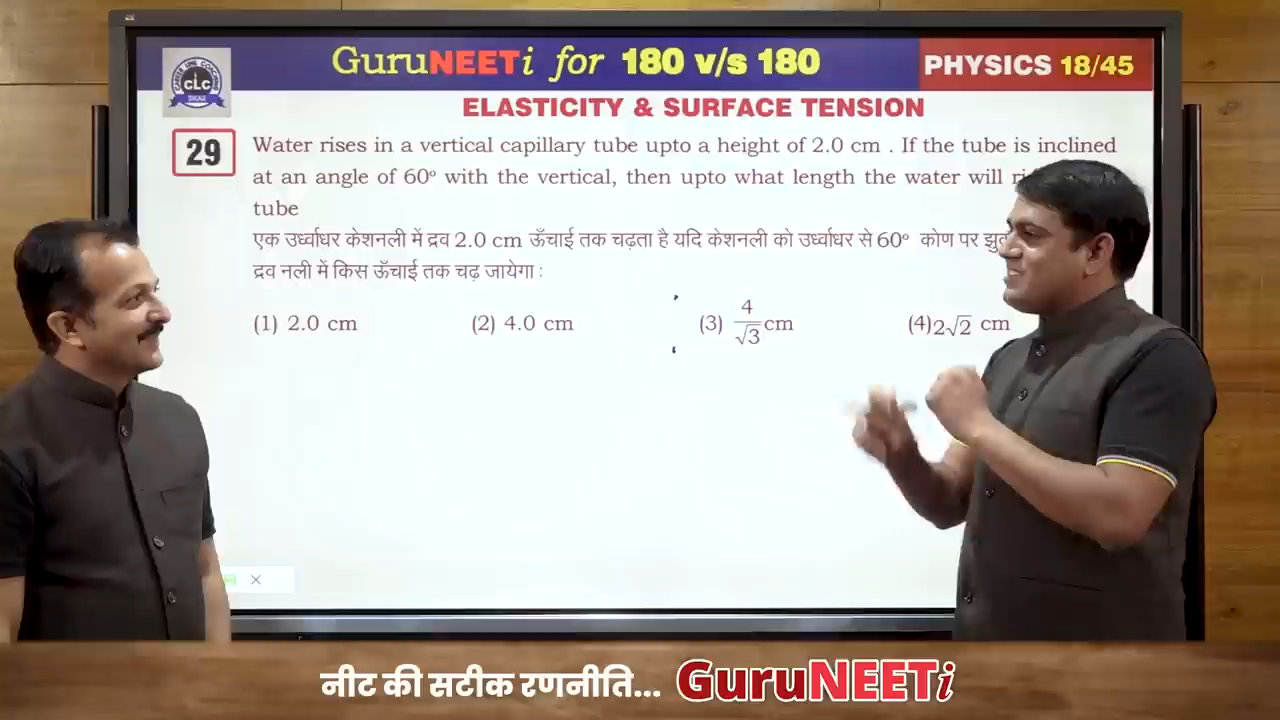 GuruNEETi for 180 v/s 180
PHYSICS 18/45
CLC
ELASTICITY & SURFACE TENSION
29
Water rises in a vertical capillary tube upto a height of 2.0 cm . If the tube is inclined
at an angle of 60° with the vertical, then upto what length the water will
tube
एक उर्ध्वाधर केशनली में द्रव 2.0 cm ऊँचाई तक चढ़ता है यदि केशनली को उर्ध्वाधर से 60° कोण पर
द्रव नली में किस ऊँचाई तक चढ़ जायेगा :
(1) 2.0 cm (2) 4.0 cm (3) 4/√3 cm (4) 2√2 cm
नीट की सटीक रणनीति... GuruNEETi